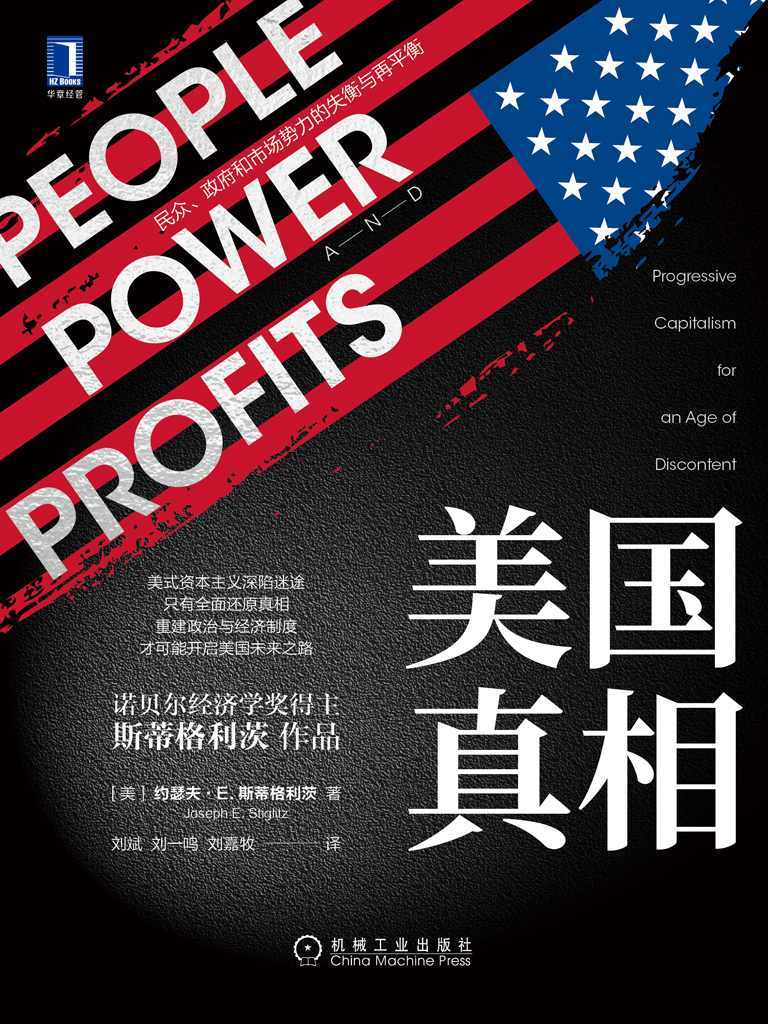 HZ BOOKS
华章经管
PEOPLE
民众、政府和市场势力的失衡与再平衡
POWER
A—N—D
PROFITS
Progressive
Capitalism
for
an Age of
Discontent
美国
真相
美式资本主义深陷迷途
只有全面还原真相
重建政治与经济制度
才可能开启美国未来之路
诺贝尔经济学奖得主
斯蒂格利茨 作品
[美] 约瑟夫·E. 斯蒂格利茨 著
Joseph E. Stiglitz
刘斌 刘一鸣 刘嘉牧 —— 译
机械工业出版社
China Machine Press